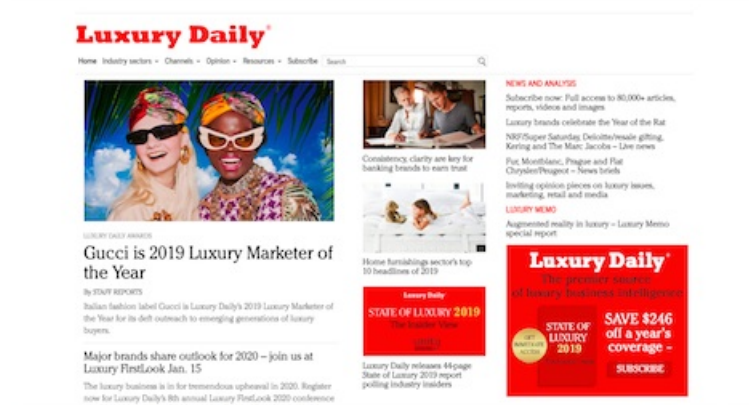 Luxury Daily®
Home Industry sectors Channels Opinion Resources Subscribe Search
LUXURY DAILY AWARDS
Gucci is 2019 Luxury Marketer of
the Year
By STAFF REPORTS
Italian fashion label Gucci is Luxury Daily's 2019 Luxury Marketer of
the Year for its deft outreach to emerging generations of luxury
buyers.
Major brands share outlook for 2020 – join us at
Luxury FirstLook Jan. 15
The luxury business is in for tremendous upheaval in 2020. Register
now for Luxury Daily's 8th annual Luxury FirstLook 2020 conference
Consistency, clarity are key for
banking brands to earn trust
Home furnishings sector's top
10 headlines of 2019
Luxury Daily
STATE OF LUXURY 2019
The Insider View
Luxury Daily releases 44-page
State of Luxury 2019 report
polling industry insiders
NEWS AND ANALYSIS
Subscribe now: Full access to 80,000+ articles,
reports, videos and images
Luxury brands celebrate the Year of the Rat
NRF/Super Saturday, Deloitte/resale gifting,
Kering and The Marc Jacobs – Live news
Fur, Montblanc, Prague and Fiat
Chrysler/Peugeot – News briefs
Inviting opinion pieces on luxury issues,
marketing, retail and media
LUXURY MEMO
Augmented reality in luxury – Luxury Memo
special report
Luxury Daily®
The premier source
of luxury business intelligence
GET
IMMEDIATE
ACCESS
STATE OF
LUXURY
2019
SAVE $246
off a year's
coverage –
SUBSCRIBE